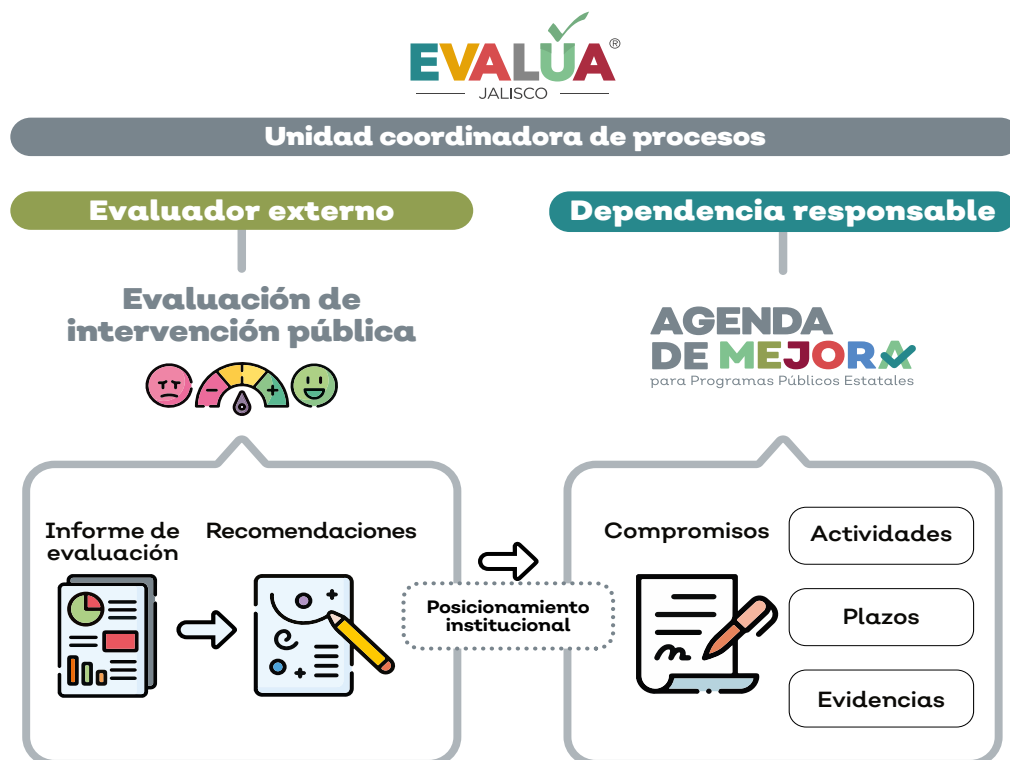 EVALÚA®
JALISCO
Unidad coordinadora de procesos
Evaluador externo
Dependencia responsable
Evaluación de
intervención pública
AGENDA
DE MEJORA
para Programas Públicos Estatales
Informe de
evaluación
Recomendaciones
Posicionamiento
institucional
Compromisos
Actividades
Plazos
Evidencias